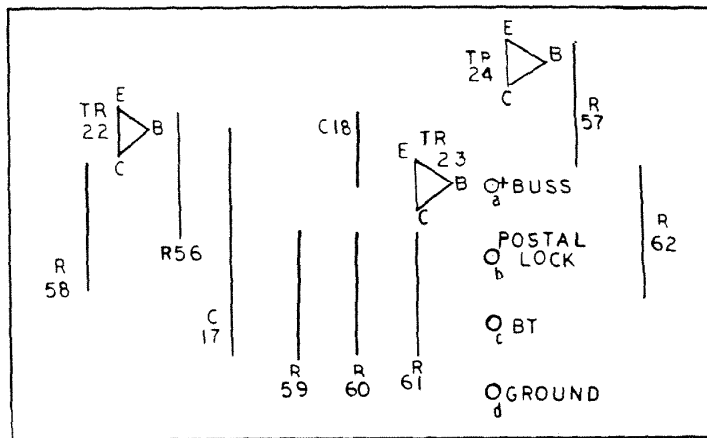 E
TR
22
B
C
R
58
R56
C
17
C18
R
59
R
60
E
TR
23
B
C
R
61
E
TR
24
B
C
R
57
+ BUSS
a
POSTAL
LOCK
b
BT
c
GROUND
d
R
62